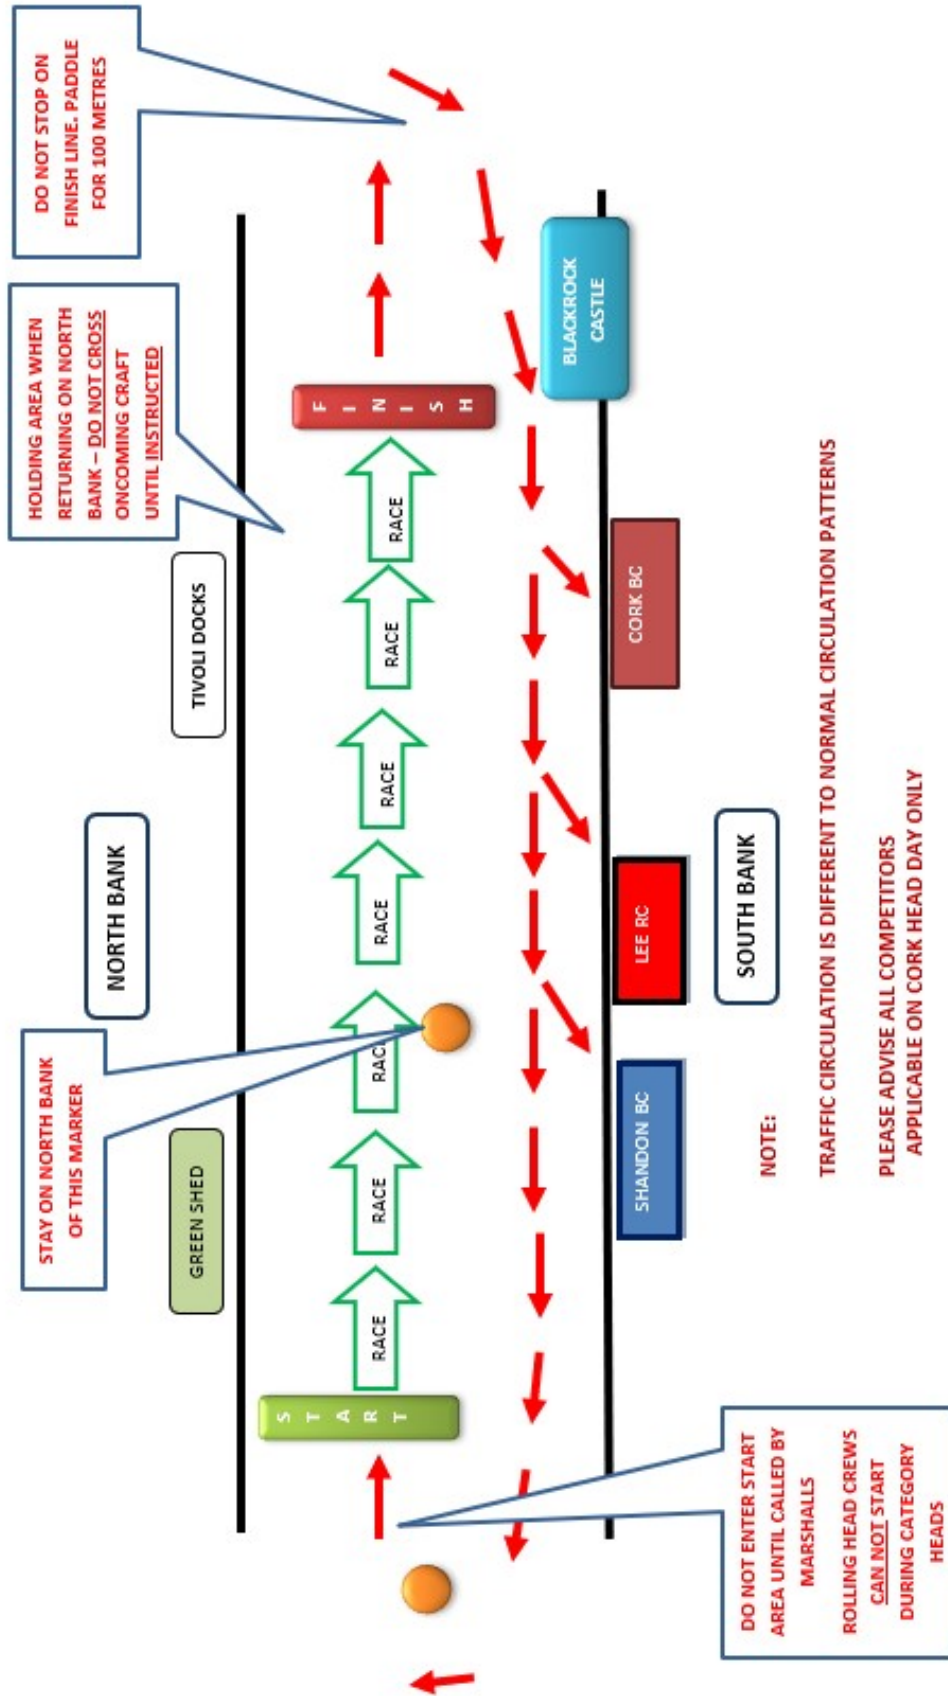 DO NOT STOP ON
FINISH LINE. PADDLE
FOR 100 METRES
HOLDING AREA WHEN
RETURNING ON NORTH
BANK – DO NOT CROSS
ONCOMING CRAFT
UNTIL INSTRUCTED
STAY ON NORTH BANK
OF THIS MARKER
NORTH BANK
GREEN SHED
TIVOLI DOCKS
START
RACE
RACE
RACE
RACE
RACE
RACE
RACE
FINISH
BLACKROCK
CASTLE
SHANDON BC
LEE RC
CORK BC
SOUTH BANK
DO NOT ENTER START
AREA UNTIL CALLED BY
MARSHALLS
ROLLING HEAD CREWS
CAN NOT START
DURING CATEGORY
HEADS
NOTE:
TRAFFIC CIRCULATION IS DIFFERENT TO NORMAL CIRCULATION PATTERNS
PLEASE ADVISE ALL COMPETITORS
APPLICABLE ON CORK HEAD DAY ONLY